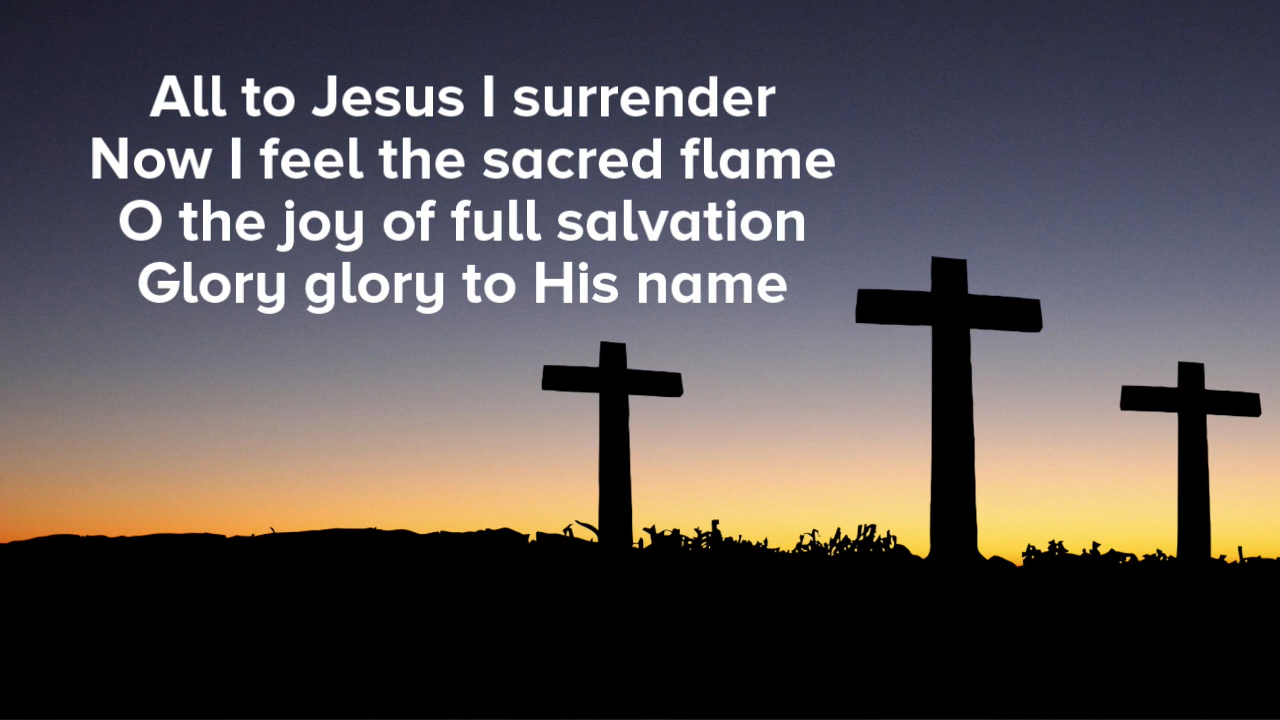 All to Jesus I surrender
Now I feel the sacred flame
O the joy of full salvation
Glory glory to His name